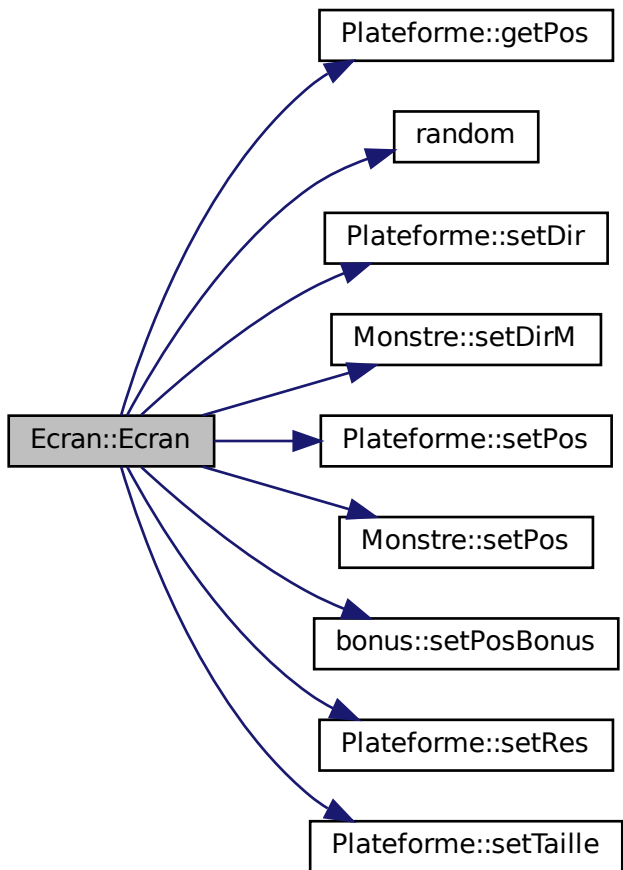 Plateforme::getPos
random
Plateforme::setDir
Monstre::setDirM
Ecran::Ecran
Plateforme::setPos
Monstre::setPos
bonus::setPosBonus
Plateforme::setRes
Plateforme::setTaille